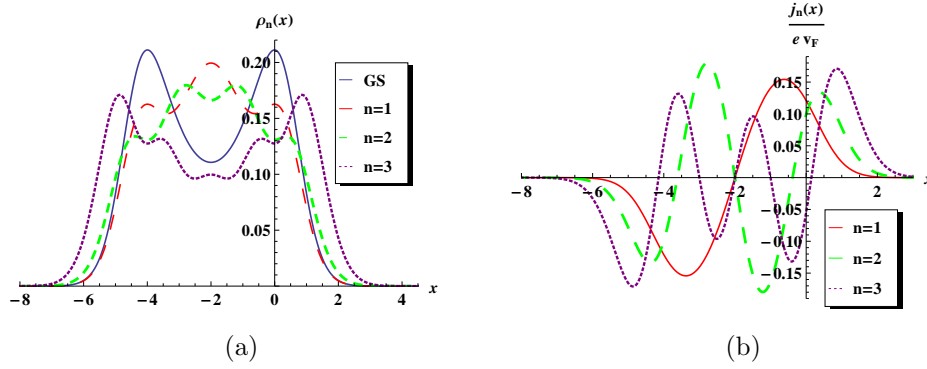 ρₙ(x)
0.20
0.15
0.10
0.05
−8 −6 −4 −2 0 2 4 x
GS
n=1
n=2
n=3
(a)
jₙ(x)
e v_F
0.15
0.10
0.05
−8 −6 −4 −2 2 x
−0.05
−0.10
−0.15
n=1
n=2
n=3
(b)